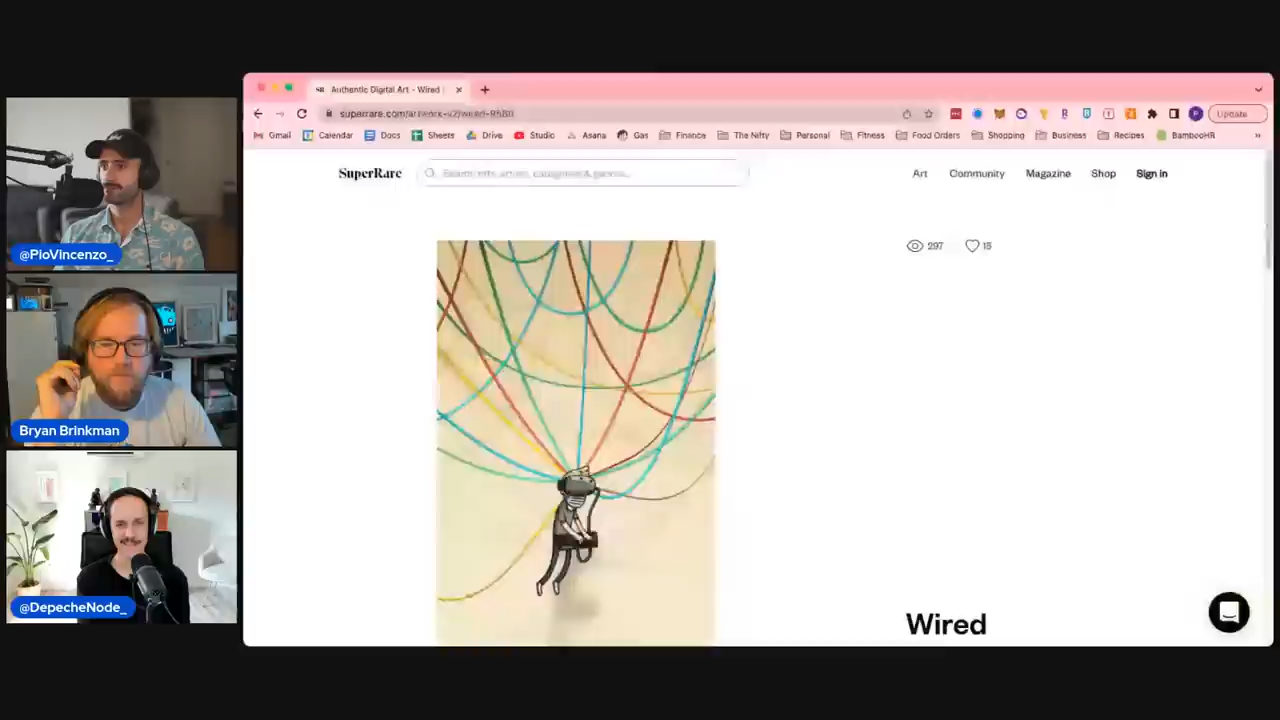 @PioVincenzo_
Bryan Brinkman
@DepecheNode_
SR Authentic Digital Art - Wired
Update
Gmail Calendar Docs Sheets Drive Studio Asana Gas Finance The Nifty Personal Fitness Food Orders Shopping Business Recipes BambooHR »
SuperRare
Art Community Magazine Shop Sign in
297 18
Wired